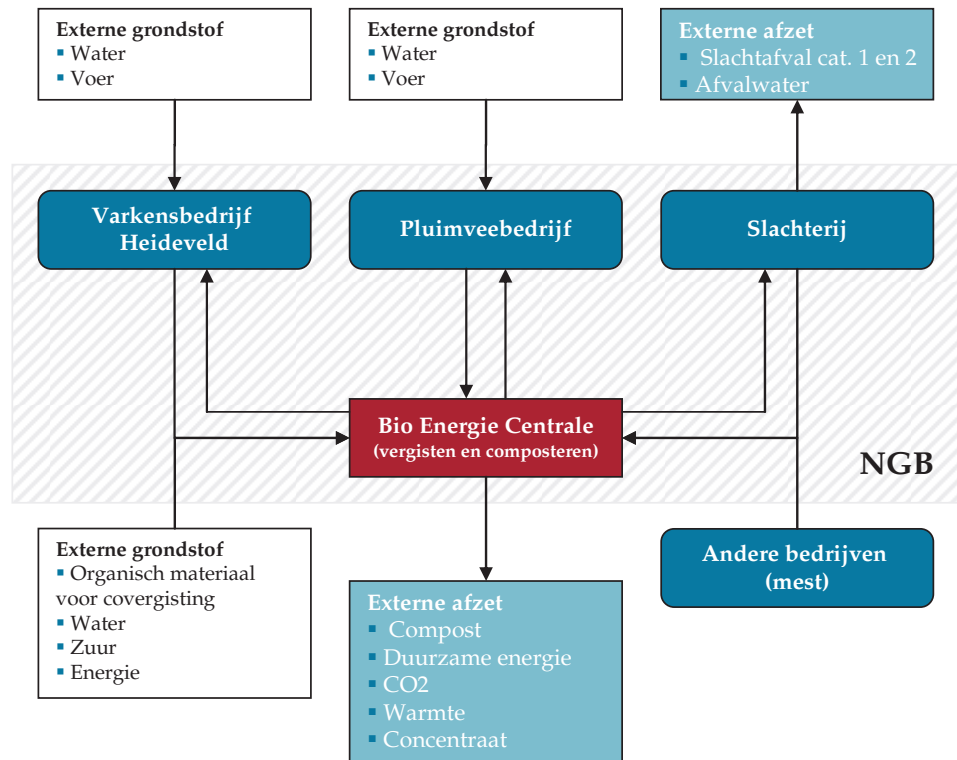 Externe grondstof
▪ Water
▪ Voer
Externe grondstof
▪ Water
▪ Voer
Externe afzet
▪ Slachtafval cat. 1 en 2
▪ Afvalwater
Varkensbedrijf
Heideveld
Pluimveebedrijf
Slachterij
Bio Energie Centrale
(vergisten en composteren)
NGB
Externe grondstof
▪ Organisch materiaal
voor covergisting
▪ Water
▪ Zuur
▪ Energie
Externe afzet
▪ Compost
▪ Duurzame energie
▪ CO2
▪ Warmte
▪ Concentraat
Andere bedrijven
(mest)